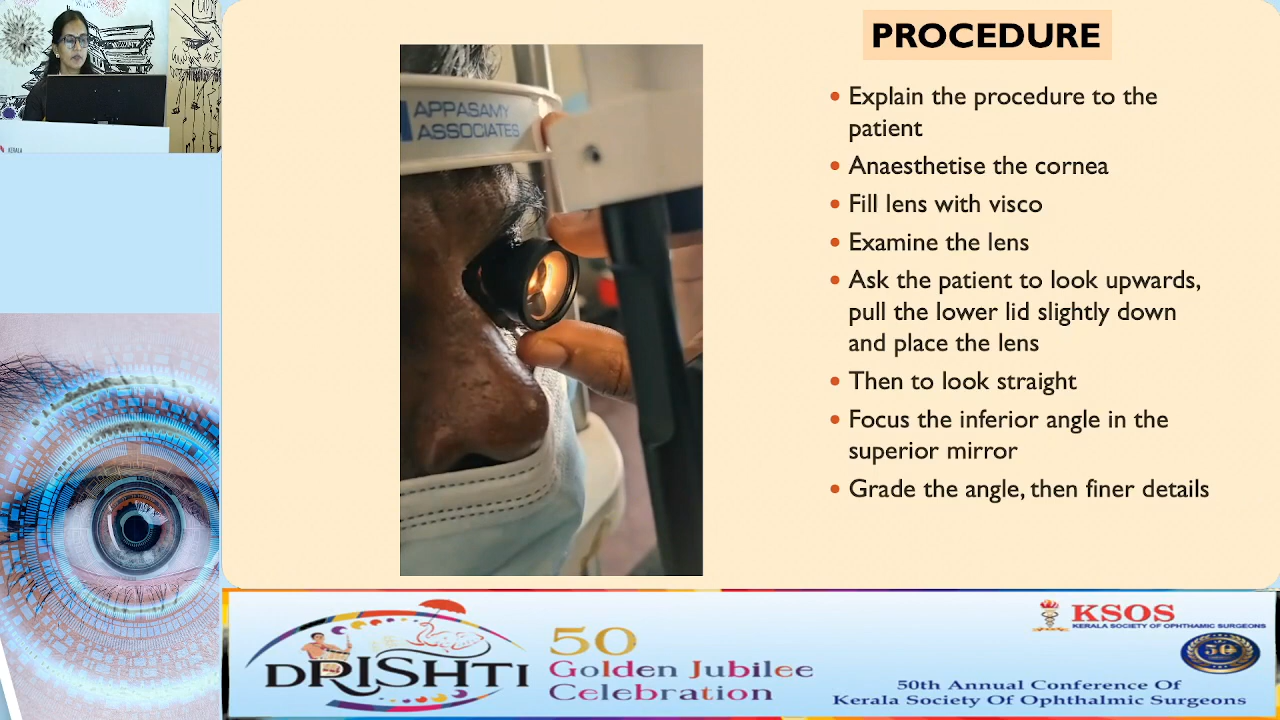 PROCEDURE
• Explain the procedure to the
patient
• Anaesthetise the cornea
• Fill lens with visco
• Examine the lens
• Ask the patient to look upwards,
pull the lower lid slightly down
and place the lens
• Then to look straight
• Focus the inferior angle in the
superior mirror
• Grade the angle, then finer details
APPASAMY
ASSOCIATES
KERALA
DRISHTI
50
Golden Jubilee
Celebration
KSOS
KERALA SOCIETY OF OPHTHAMIC SURGEONS
50
50th Annual Conference Of
Kerala Society Of Ophthalmic Surgeons